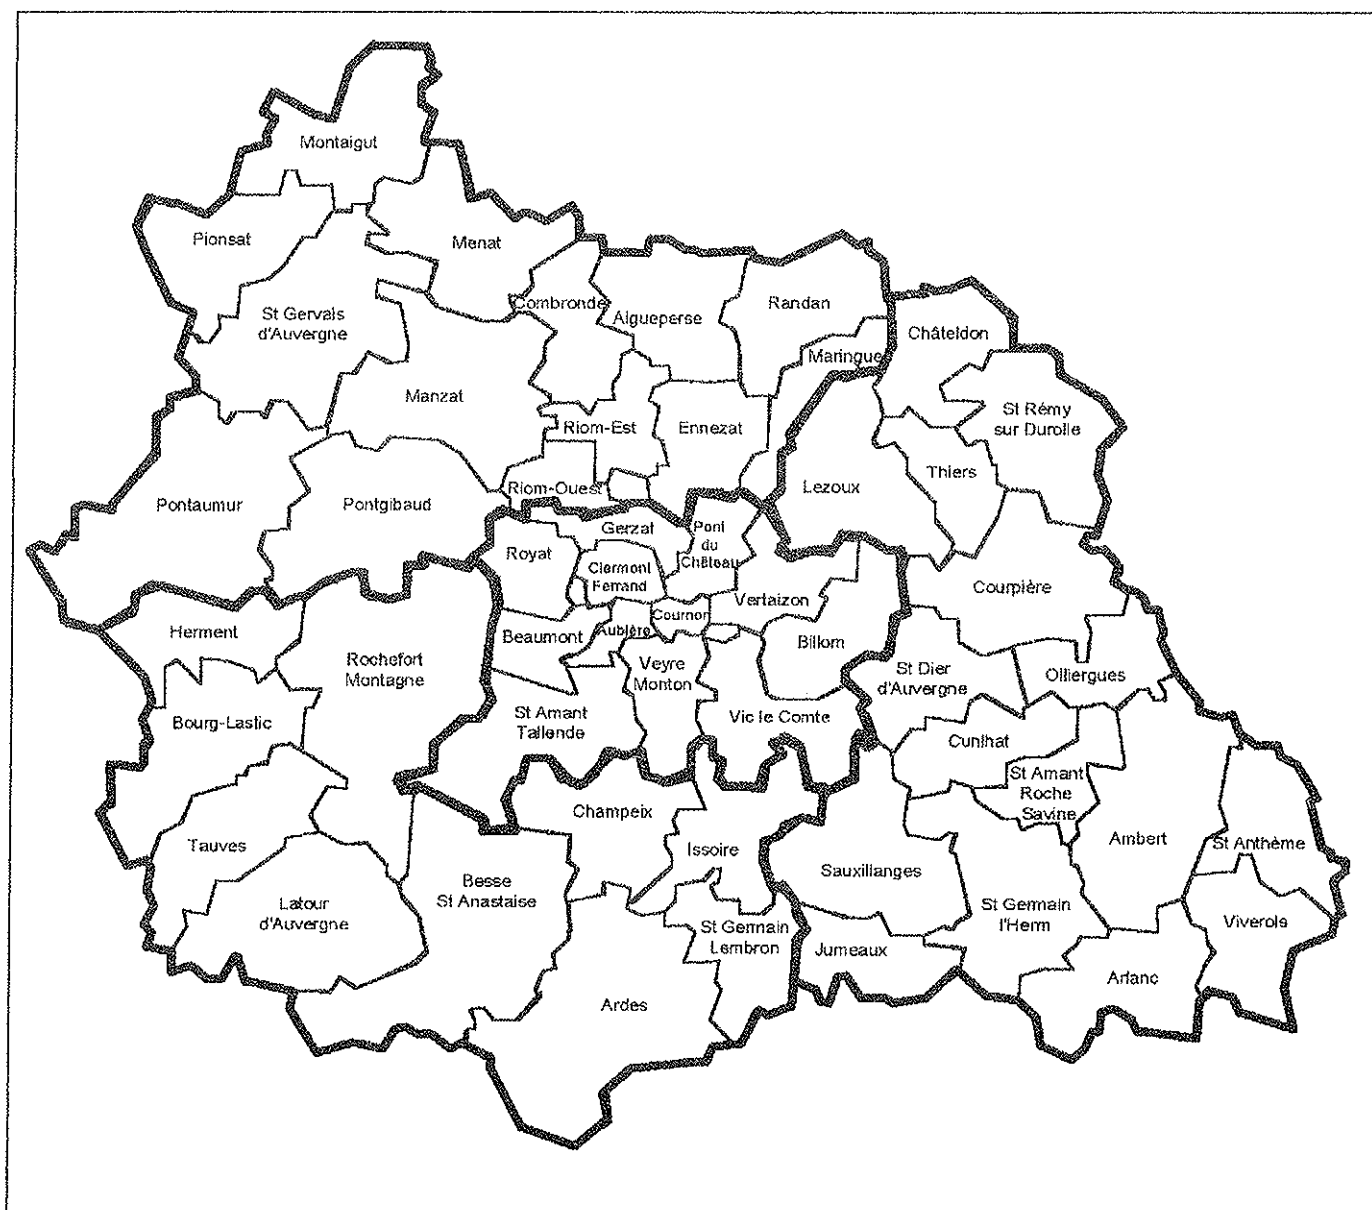 Montaigut
Pionsat
Menat
St Gervais
d'Auvergne
Combronde
Aigueperse
Randan
Maringue
Châteldon
Manzat
St Rémy
sur Durolle
Riom-Est
Ennezat
Thiers
Lezoux
Riom-Ouest
Pontaumur
Pontgibaud
Gerzat
Pont
du
Château
Royat
Clermont
Ferrand
Courpière
Vertaizon
Cournon
Herment
Beaumont
Aubière
Billom
Rochefort
Montagne
Veyre
Monton
St Dier
d'Auvergne
Olliergues
Bourg-Lastic
St Amant
Tallende
Vic le Comte
Cunlhat
St Amant
Roche
Savine
Champeix
Tauves
Issoire
Ambert
St Anthème
Besse
St Anastaise
Sauxillanges
Latour
d'Auvergne
St Germain
l'Herm
St Germain
Lembron
Viverols
Jumeaux
Arlanc
Ardes